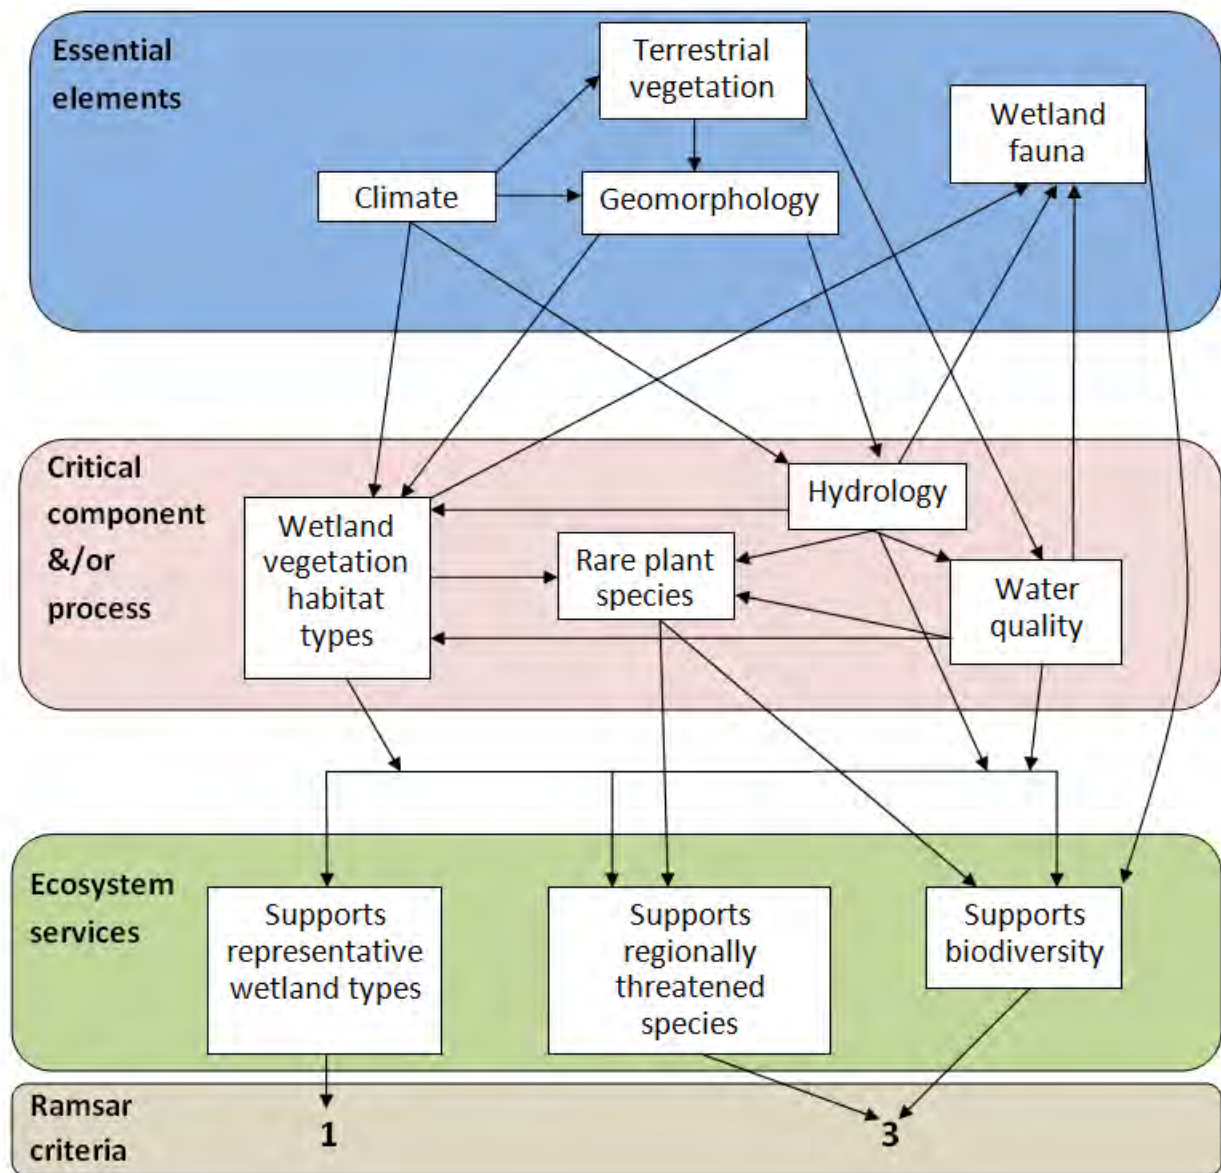 Essential
elements
Terrestrial
vegetation
Wetland
fauna
Climate
Geomorphology
Critical
component
&/or
process
Hydrology
Wetland
vegetation
habitat
types
Rare plant
species
Water
quality
Ecosystem
services
Supports
representative
wetland types
Supports
regionally
threatened
species
Supports
biodiversity
Ramsar
criteria
1
3